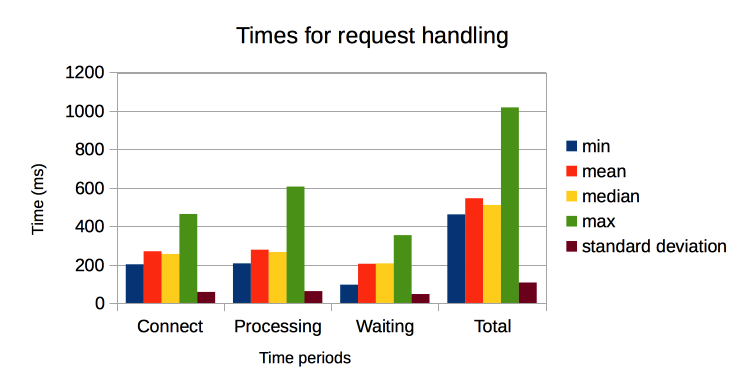 Times for request handling
1200
1000
800
600
400
200
0
Time (ms)
Connect
Processing
Waiting
Total
Time periods
min
mean
median
max
standard deviation